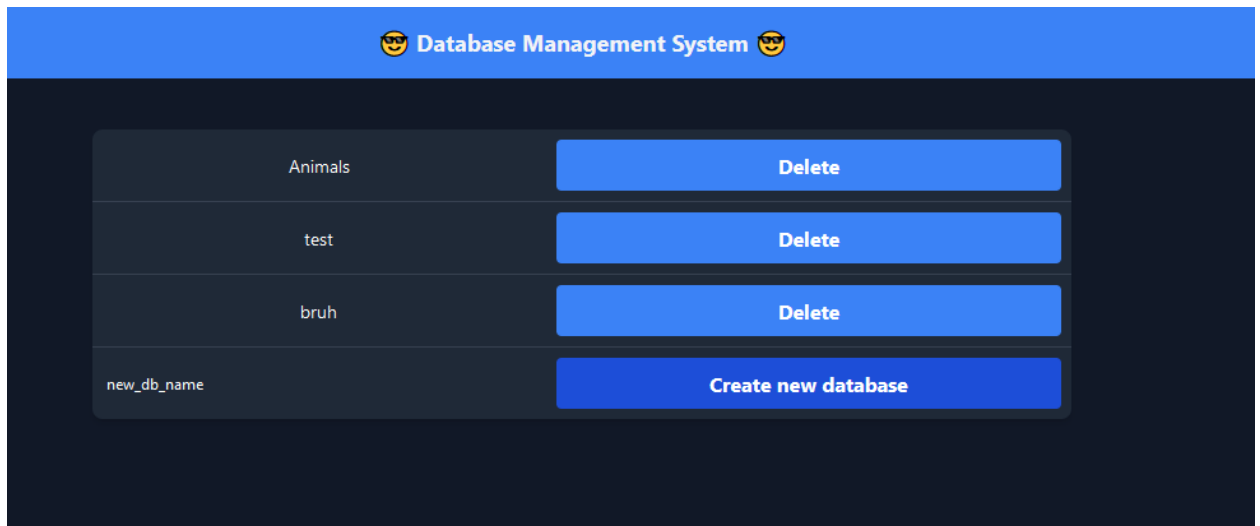 😎 Database Management System 😎
Animals Delete
test Delete
bruh Delete
new_db_name Create new database